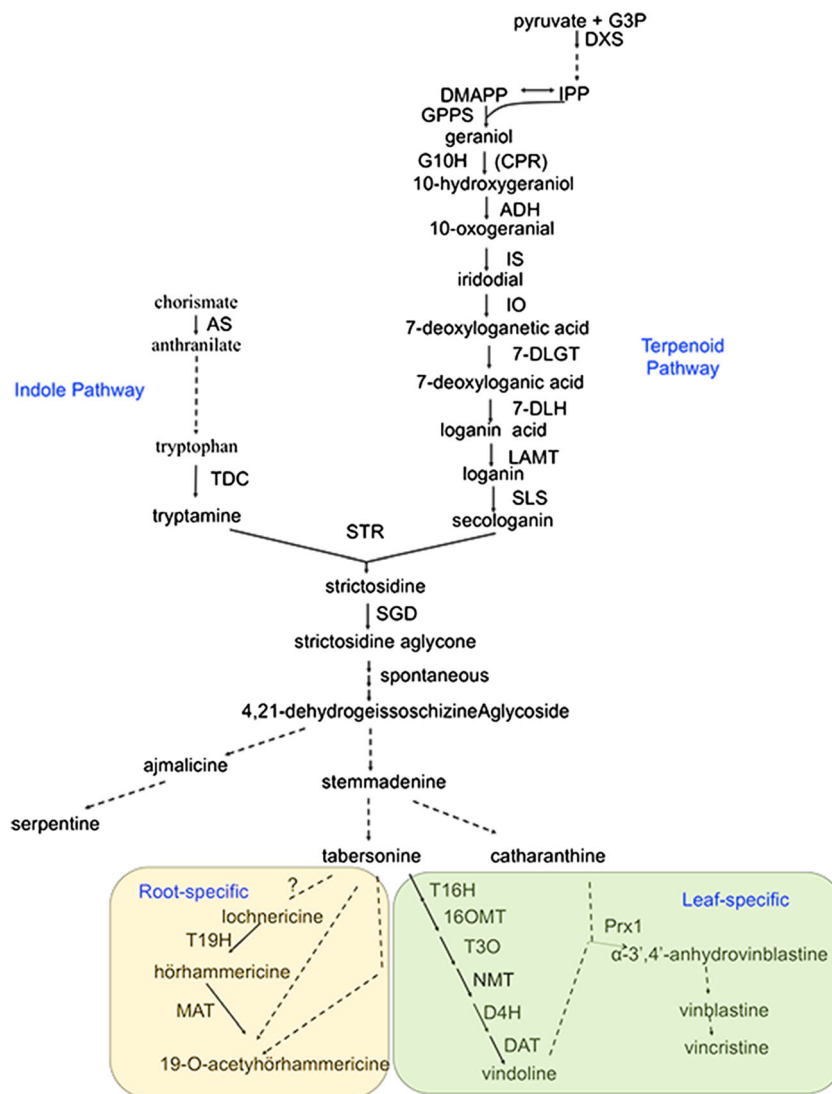 pyruvate + G3P
DXS
DMAPP
IPP
GPPS
geraniol
G10H
(CPR)
10-hydroxygeraniol
ADH
10-oxogeranial
IS
iridodial
IO
7-deoxyloganetic acid
7-DLGT
7-deoxyloganic acid
7-DLH
loganin acid
LAMT
loganin
SLS
secologanin
Terpenoid
Pathway
chorismate
AS
anthranilate
Indole Pathway
tryptophan
TDC
tryptamine
STR
strictosidine
SGD
strictosidine aglycone
spontaneous
4,21-dehydrogeissoschizineAglycoside
ajmalicine
serpentine
stemmadenine
tabersonine
catharanthine
Root-specific
?
lochnericine
T19H
hörhammericine
MAT
19-O-acetyhörhammericine
Leaf-specific
T16H
16OMT
T3O
NMT
D4H
DAT
vindoline
Prx1
α-3',4'-anhydrovinblastine
vinblastine
vincristine